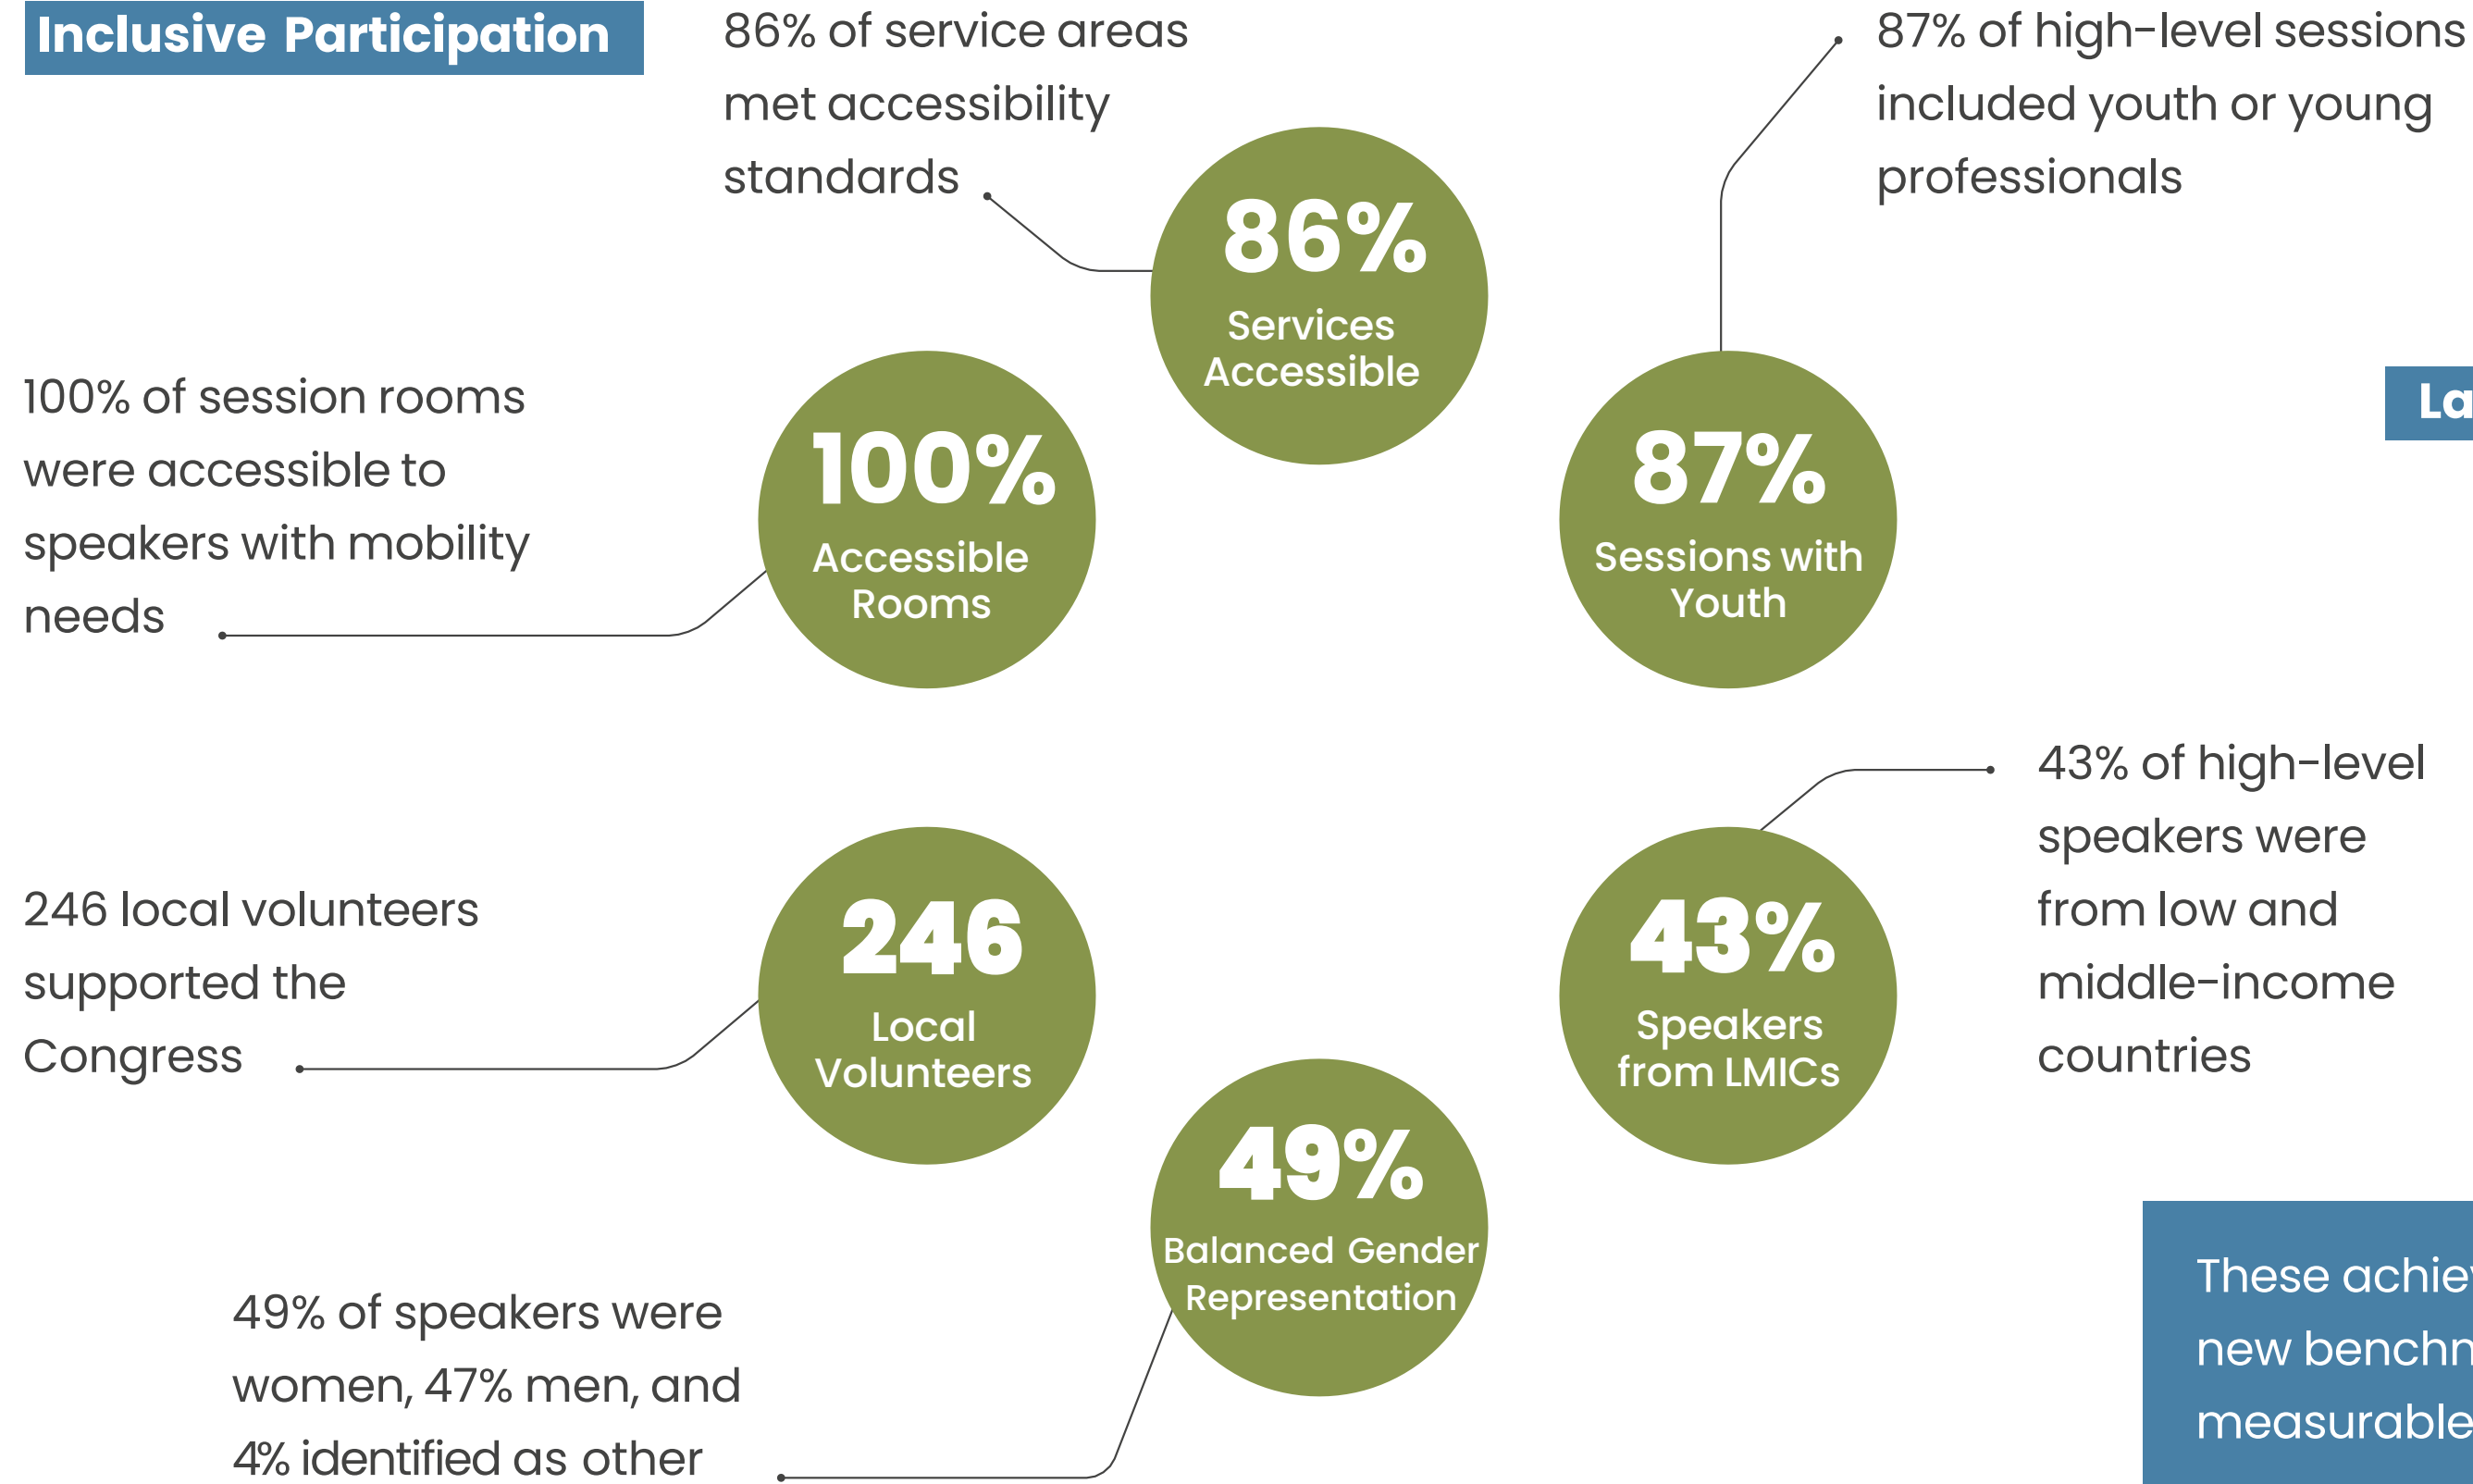 Inclusive Participation
86% of service areas
met accessibility
standards
87% of high-level sessions
included youth or young
professionals
86%
Services
Accessible
100% of session rooms
were accessible to
speakers with mobility
needs
100%
Accessible
Rooms
87%
Sessions with
Youth
43% of high-level
speakers were
from low and
middle-income
countries
246 local volunteers
supported the
Congress
246
Local
Volunteers
43%
Speakers
from LMICs
49%
Balanced Gender
Representation
49% of speakers were
women, 47% men, and
4% identified as other
These
new
measurable